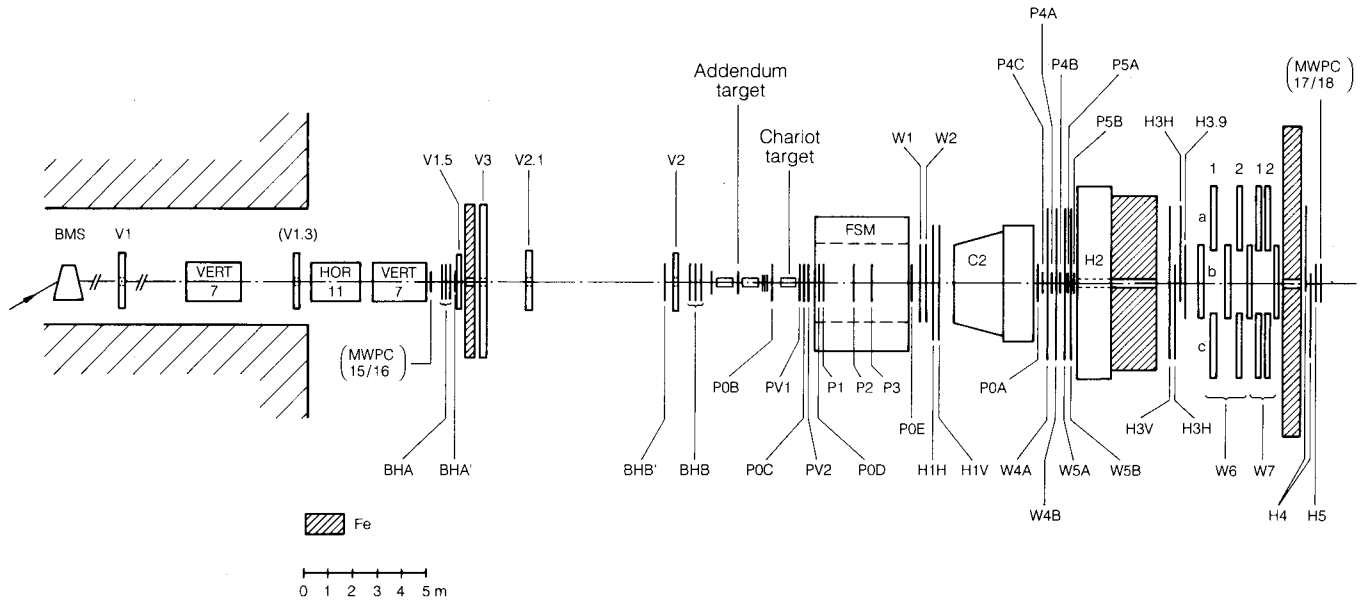 P4A
P4C P4B P5A
Addendum
target
(MWPC
17/18)
Chariot
target
W1 W2 P5B H3H H3.9
V1.5 V3 V2.1 V2
1 2 1 2
a
BMS V1 (V1.3) FSM
VERT
7
HOR
11
VERT
7
C2 H2 b
c
(MWPC
15/16)
P0B PV1 P1 P2 P3 P0A
P0E H3V H3H
BHA BHA' BHB' BHB P0C PV2 P0D H1H H1V W4A W5A W5B W6 W7
W4B H4 H5
Fe
0 1 2 3 4 5 m